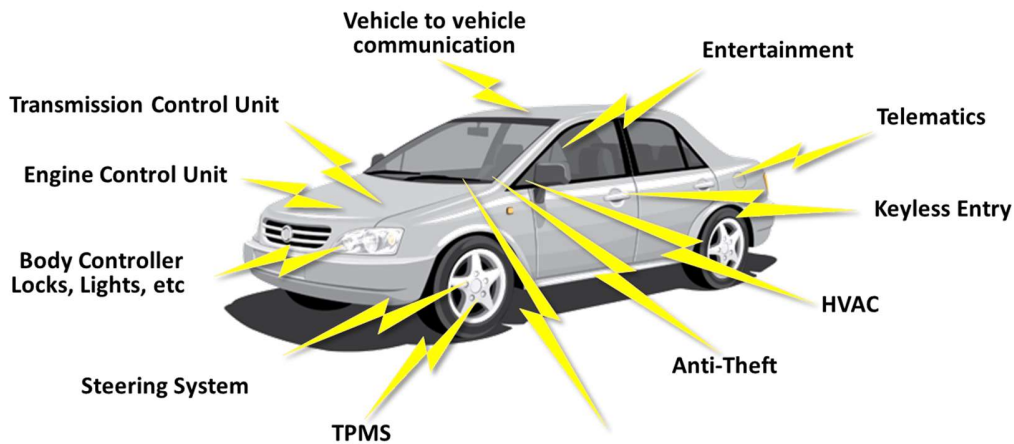 Vehicle to vehicle
communication
Entertainment
Transmission Control Unit
Telematics
Engine Control Unit
Keyless Entry
Body Controller
Locks, Lights, etc
HVAC
Anti-Theft
Steering System
TPMS